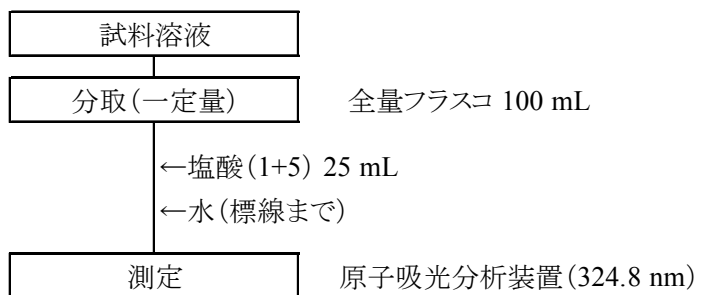 試料溶液
分取(一定量) 全量フラスコ 100 mL
←塩酸(1+5) 25 mL
←水(標線まで)
測定 原子吸光分析装置(324.8 nm)